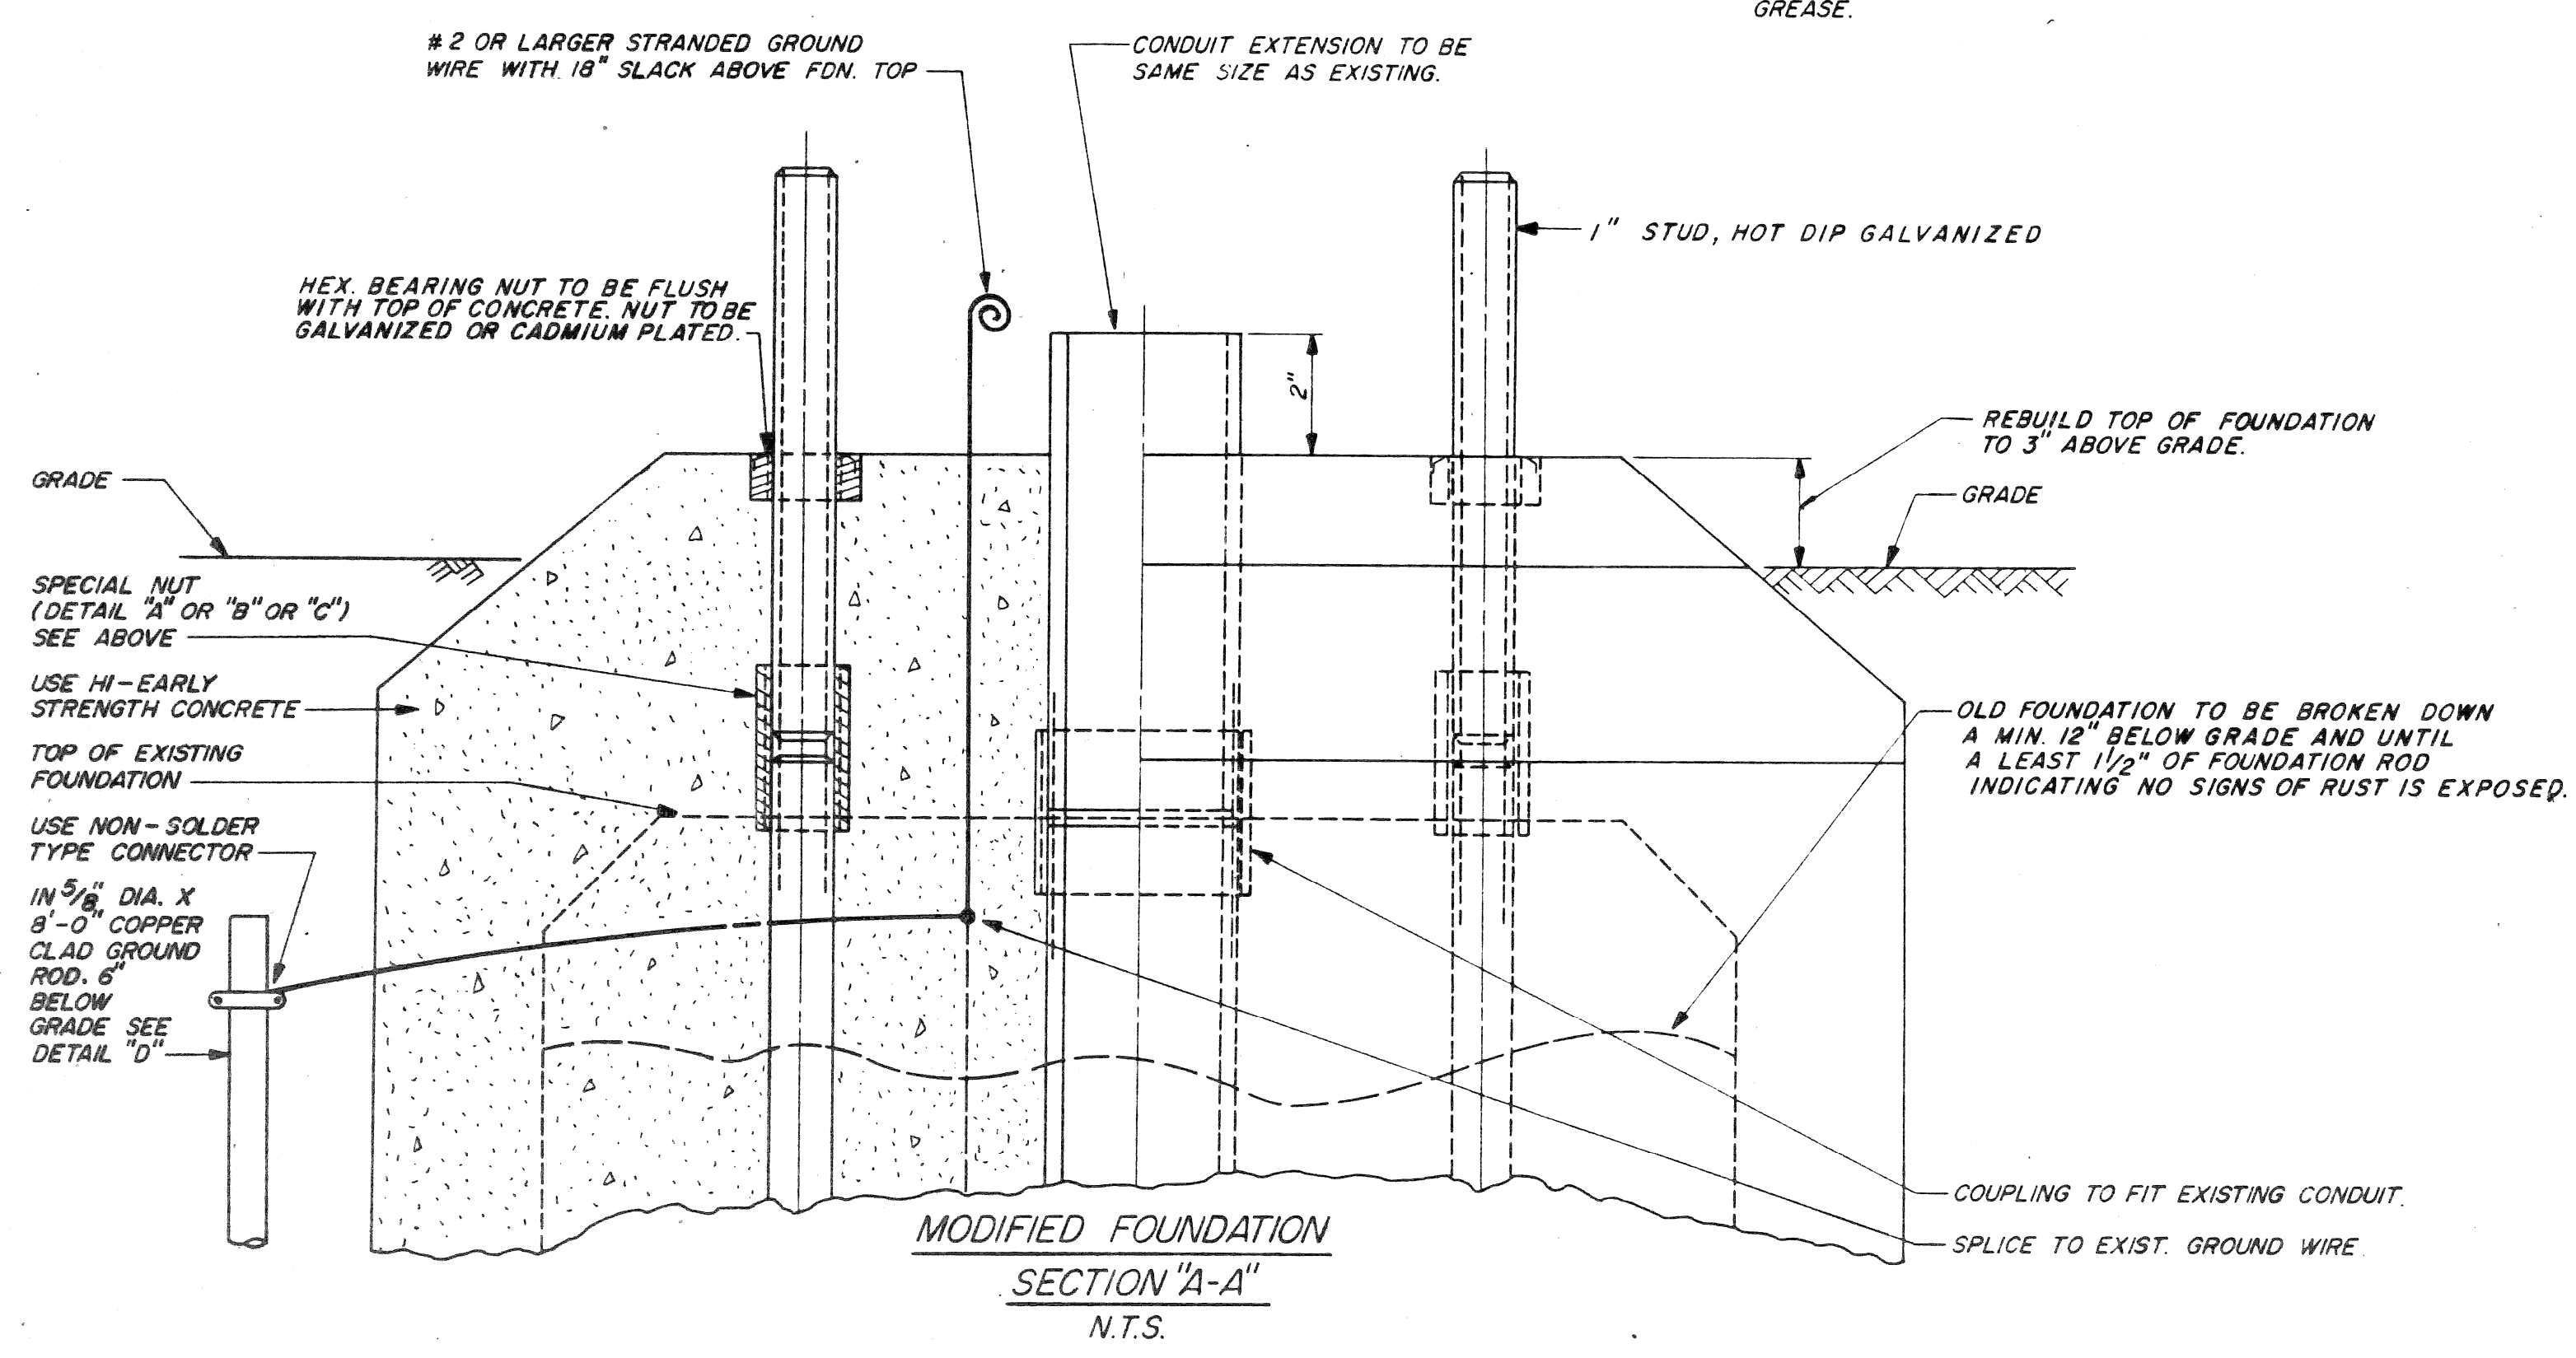 GREASE.
#2 OR LARGER STRANDED GROUND
WIRE WITH 18" SLACK ABOVE FDN. TOP
CONDUIT EXTENSION TO BE
SAME SIZE AS EXISTING.
1" STUD, HOT DIP GALVANIZED
HEX. BEARING NUT TO BE FLUSH
WITH TOP OF CONCRETE. NUT TO BE
GALVANIZED OR CADMIUM PLATED.
2"
REBUILD TOP OF FOUNDATION
TO 3" ABOVE GRADE.
GRADE
GRADE
SPECIAL NUT
(DETAIL "A" OR "B" OR "C")
SEE ABOVE
USE HI-EARLY
STRENGTH CONCRETE
TOP OF EXISTING
FOUNDATION
USE NON-SOLDER
TYPE CONNECTOR
IN 5/8" DIA. X
8'-0" COPPER
CLAD GROUND
ROD. 6"
BELOW
GRADE SEE
DETAIL "D"
OLD FOUNDATION TO BE BROKEN DOWN
A MIN. 12" BELOW GRADE AND UNTIL
A LEAST 1 1/2" OF FOUNDATION ROD
INDICATING NO SIGNS OF RUST IS EXPOSED.
COUPLING TO FIT EXISTING CONDUIT.
SPLICE TO EXIST. GROUND WIRE
MODIFIED FOUNDATION
SECTION "A-A"
N.T.S.